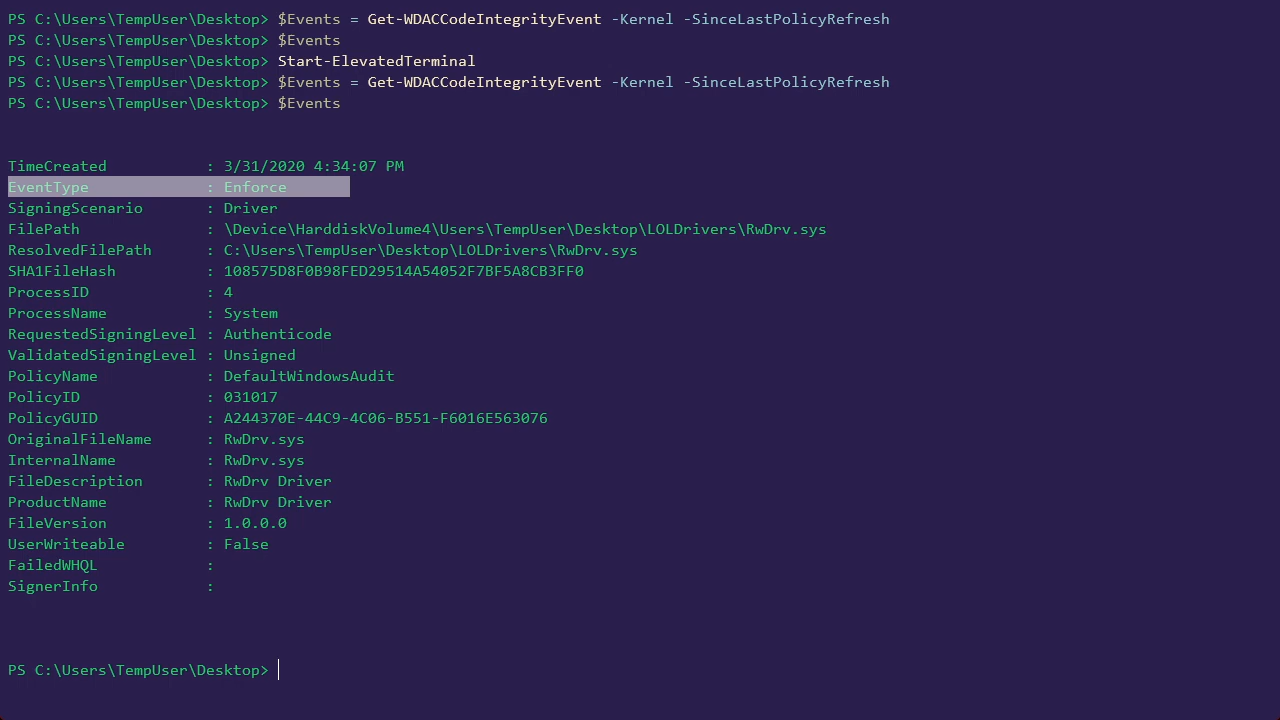 PS C:\Users\TempUser\Desktop> $Events = Get-WDACCodeIntegrityEvent -Kernel -SinceLastPolicyRefresh
PS C:\Users\TempUser\Desktop> $Events
PS C:\Users\TempUser\Desktop> Start-ElevatedTerminal
PS C:\Users\TempUser\Desktop> $Events = Get-WDACCodeIntegrityEvent -Kernel -SinceLastPolicyRefresh
PS C:\Users\TempUser\Desktop> $Events
TimeCreated           : 3/31/2020 4:34:07 PM
EventType             : Enforce
SigningScenario       : Driver
FilePath              : \Device\HarddiskVolume4\Users\TempUser\Desktop\LOLDrivers\RwDrv.sys
ResolvedFilePath      : C:\Users\TempUser\Desktop\LOLDrivers\RwDrv.sys
SHA1FileHash          : 108575D8F0B98FED29514A54052F7BF5A8CB3FF0
ProcessID             : 4
ProcessName           : System
RequestedSigningLevel : Authenticode
ValidatedSigningLevel : Unsigned
PolicyName            : DefaultWindowsAudit
PolicyID              : 031017
PolicyGUID            : A244370E-44C9-4C06-B551-F6016E563076
OriginalFileName      : RwDrv.sys
InternalName          : RwDrv.sys
FileDescription       : RwDrv Driver
ProductName           : RwDrv Driver
FileVersion           : 1.0.0.0
UserWriteable         : False
FailedWHQL            :
SignerInfo            :
PS C:\Users\TempUser\Desktop>